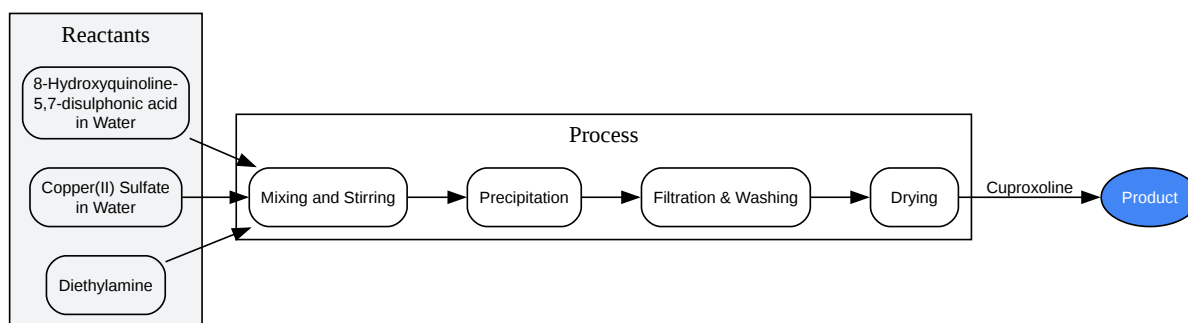 Reactants
8-Hydroxyquinoline-
5,7-disulphonic acid
in Water
Copper(II) Sulfate
in Water
Diethylamine
Process
Mixing and Stirring
Precipitation
Filtration & Washing
Drying
Cuproxoline
Product